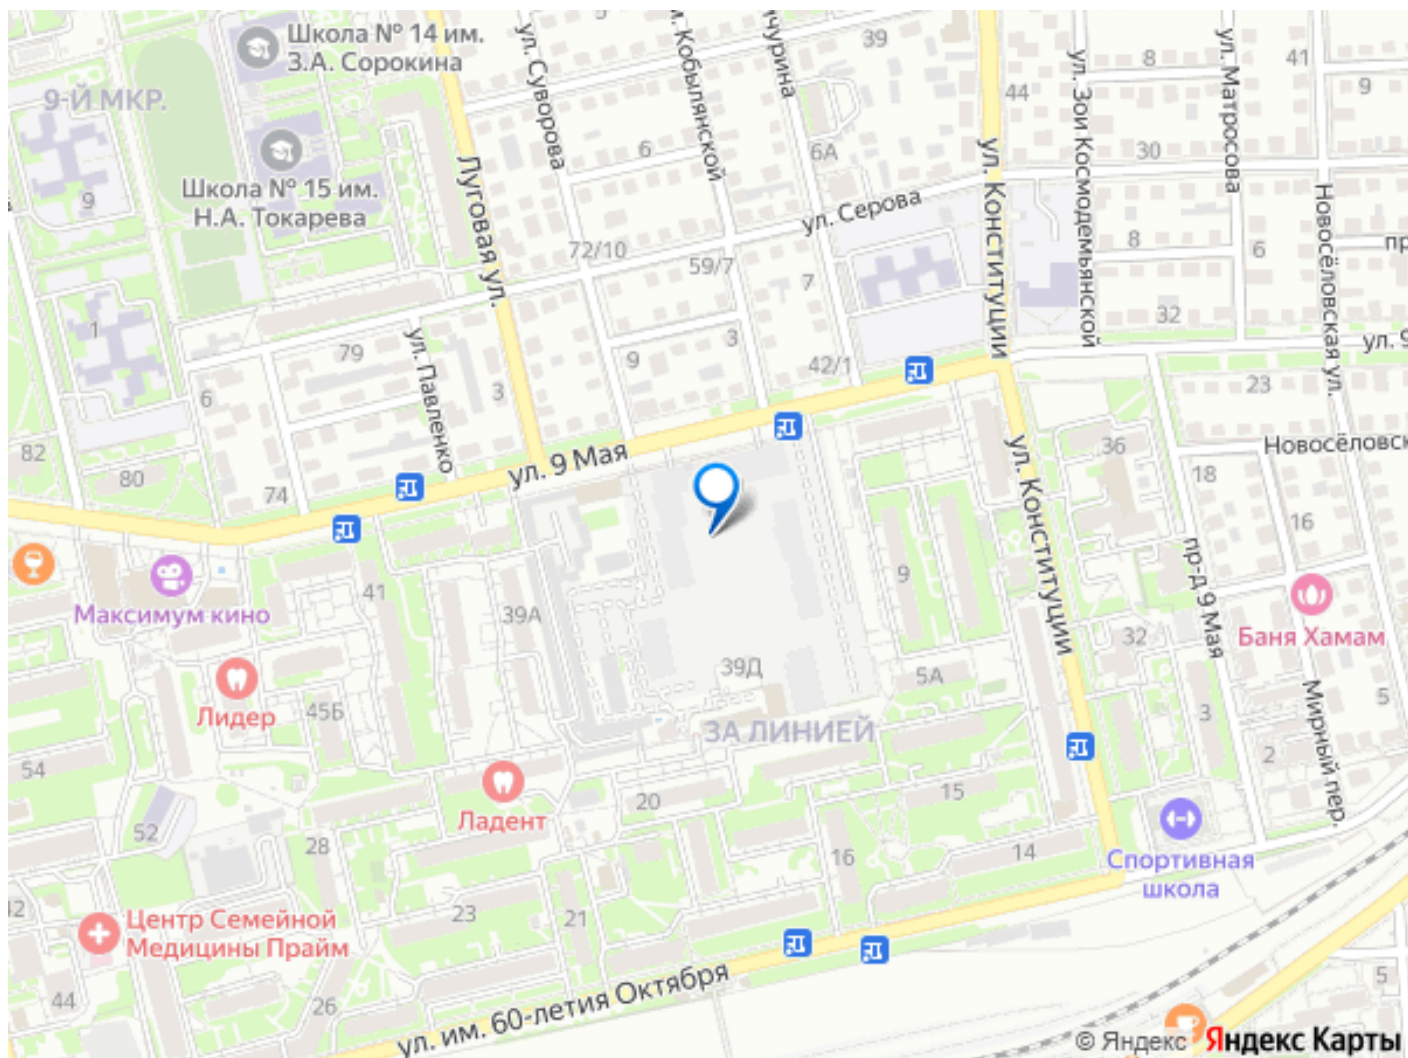 Школа № 14 им.
З.А. Сорокина
9-Й МКР.
Школа № 15 им.
Н.А. Токарева
9
1
ул. Суворова
5
Кобылянской
чурина
39
6
6А
ул. Серова
72/10
59/7
7
Луговая ул.
ул. Конституции
44
ул. Зои Космодемьянской
8
ул. Матросова
41
9
30
8
6
32
Новосёловская ул.
пр
ул. 9
23
79
ул. Павленко
3
9
3
42/1
6
82
80
74
ул. 9 Мая
36
18
Новосёловск
16
ул. Конституции
пр-д 9 Мая
Максимум кино
41
39А
9
Баня Хамам
32
39Д
5А
Лидер
45Б
ЗА ЛИНИЕЙ
3
2
5
Мирный пер.
54
52
Ладент
20
15
28
16
14
Спортивная
школа
42
Центр Семейной
Медицины Прайм
23
21
44
26
ул. им. 60-летия Октября
5
© Яндекс Яндекс Карты